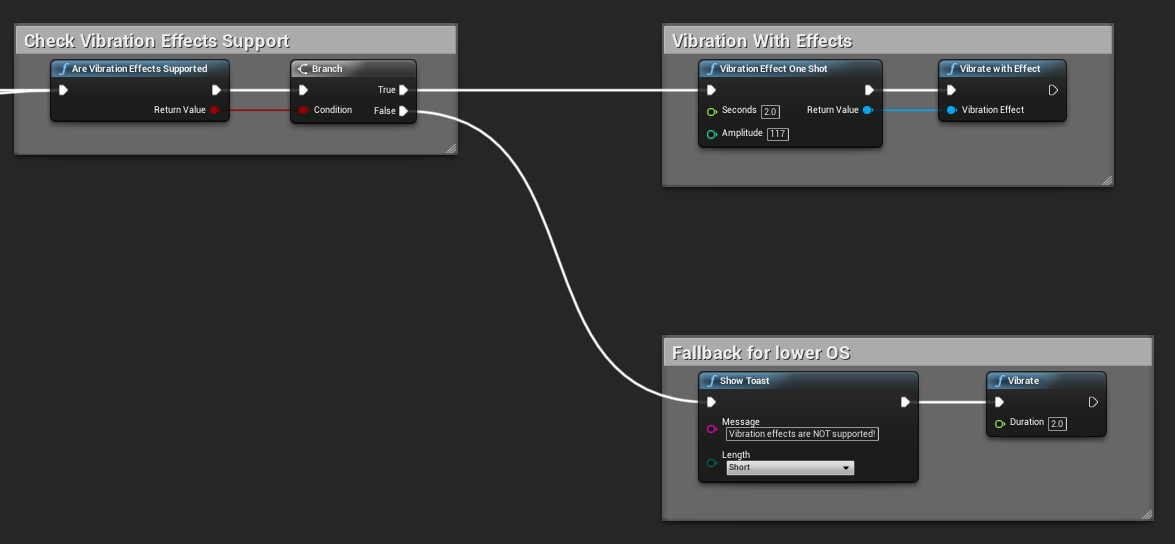 Check Vibration Effects Support
Are Vibration Effects Supported
Return Value
Branch
True
Condition
False
Vibration With Effects
Vibration Effect One Shot
Seconds 2.0
Return Value
Amplitude 117
Vibrate with Effect
Vibration Effect
Fallback for lower OS
Show Toast
Message
Vibration effects are NOT supported!
Length
Short
Vibrate
Duration 2.0